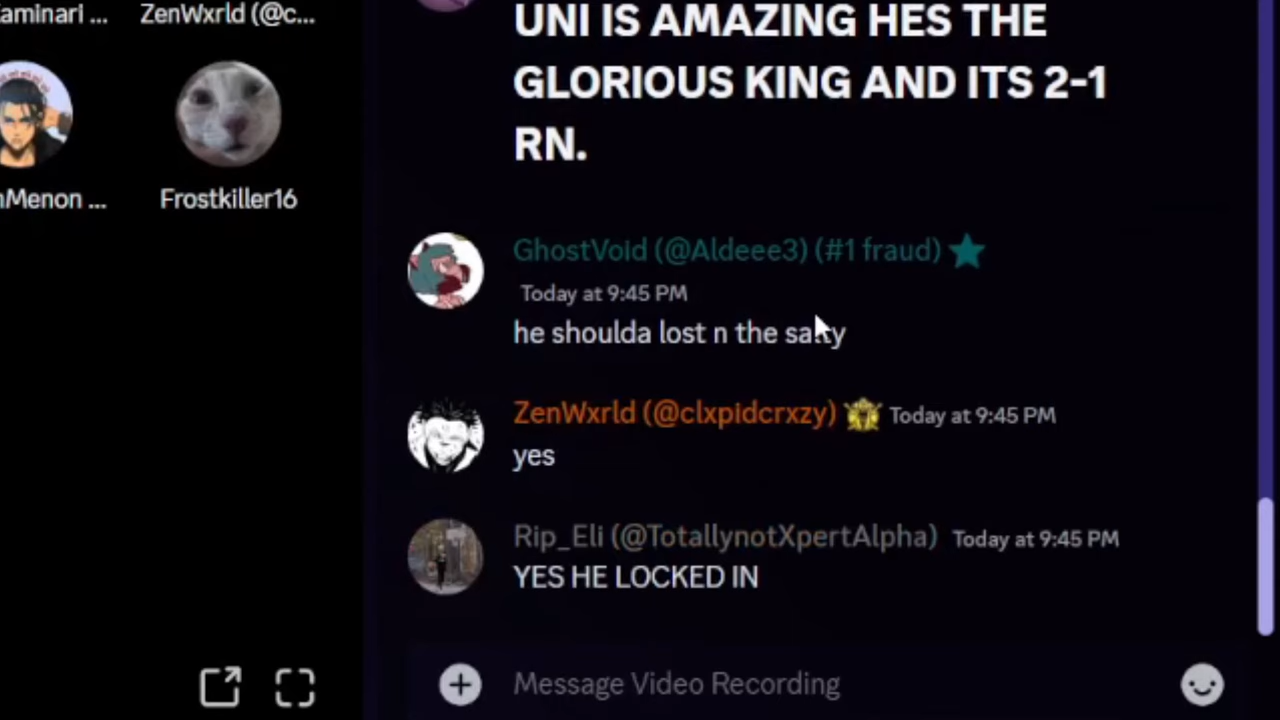 aminari ...
ZenWxrld (@c...
Menon ...
Frostkiller16
UNI IS AMAZING HES THE
GLORIOUS KING AND ITS 2-1
RN.
GhostVoid (@Aldeee3) (#1 fraud)
Today at 9:45 PM
he shoulda lost n the salty
ZenWxrld (@clxpidcrxzy) Today at 9:45 PM
yes
Rip_Eli (@TotallynotXpertAlpha) Today at 9:45 PM
YES HE LOCKED IN
Message Video Recording